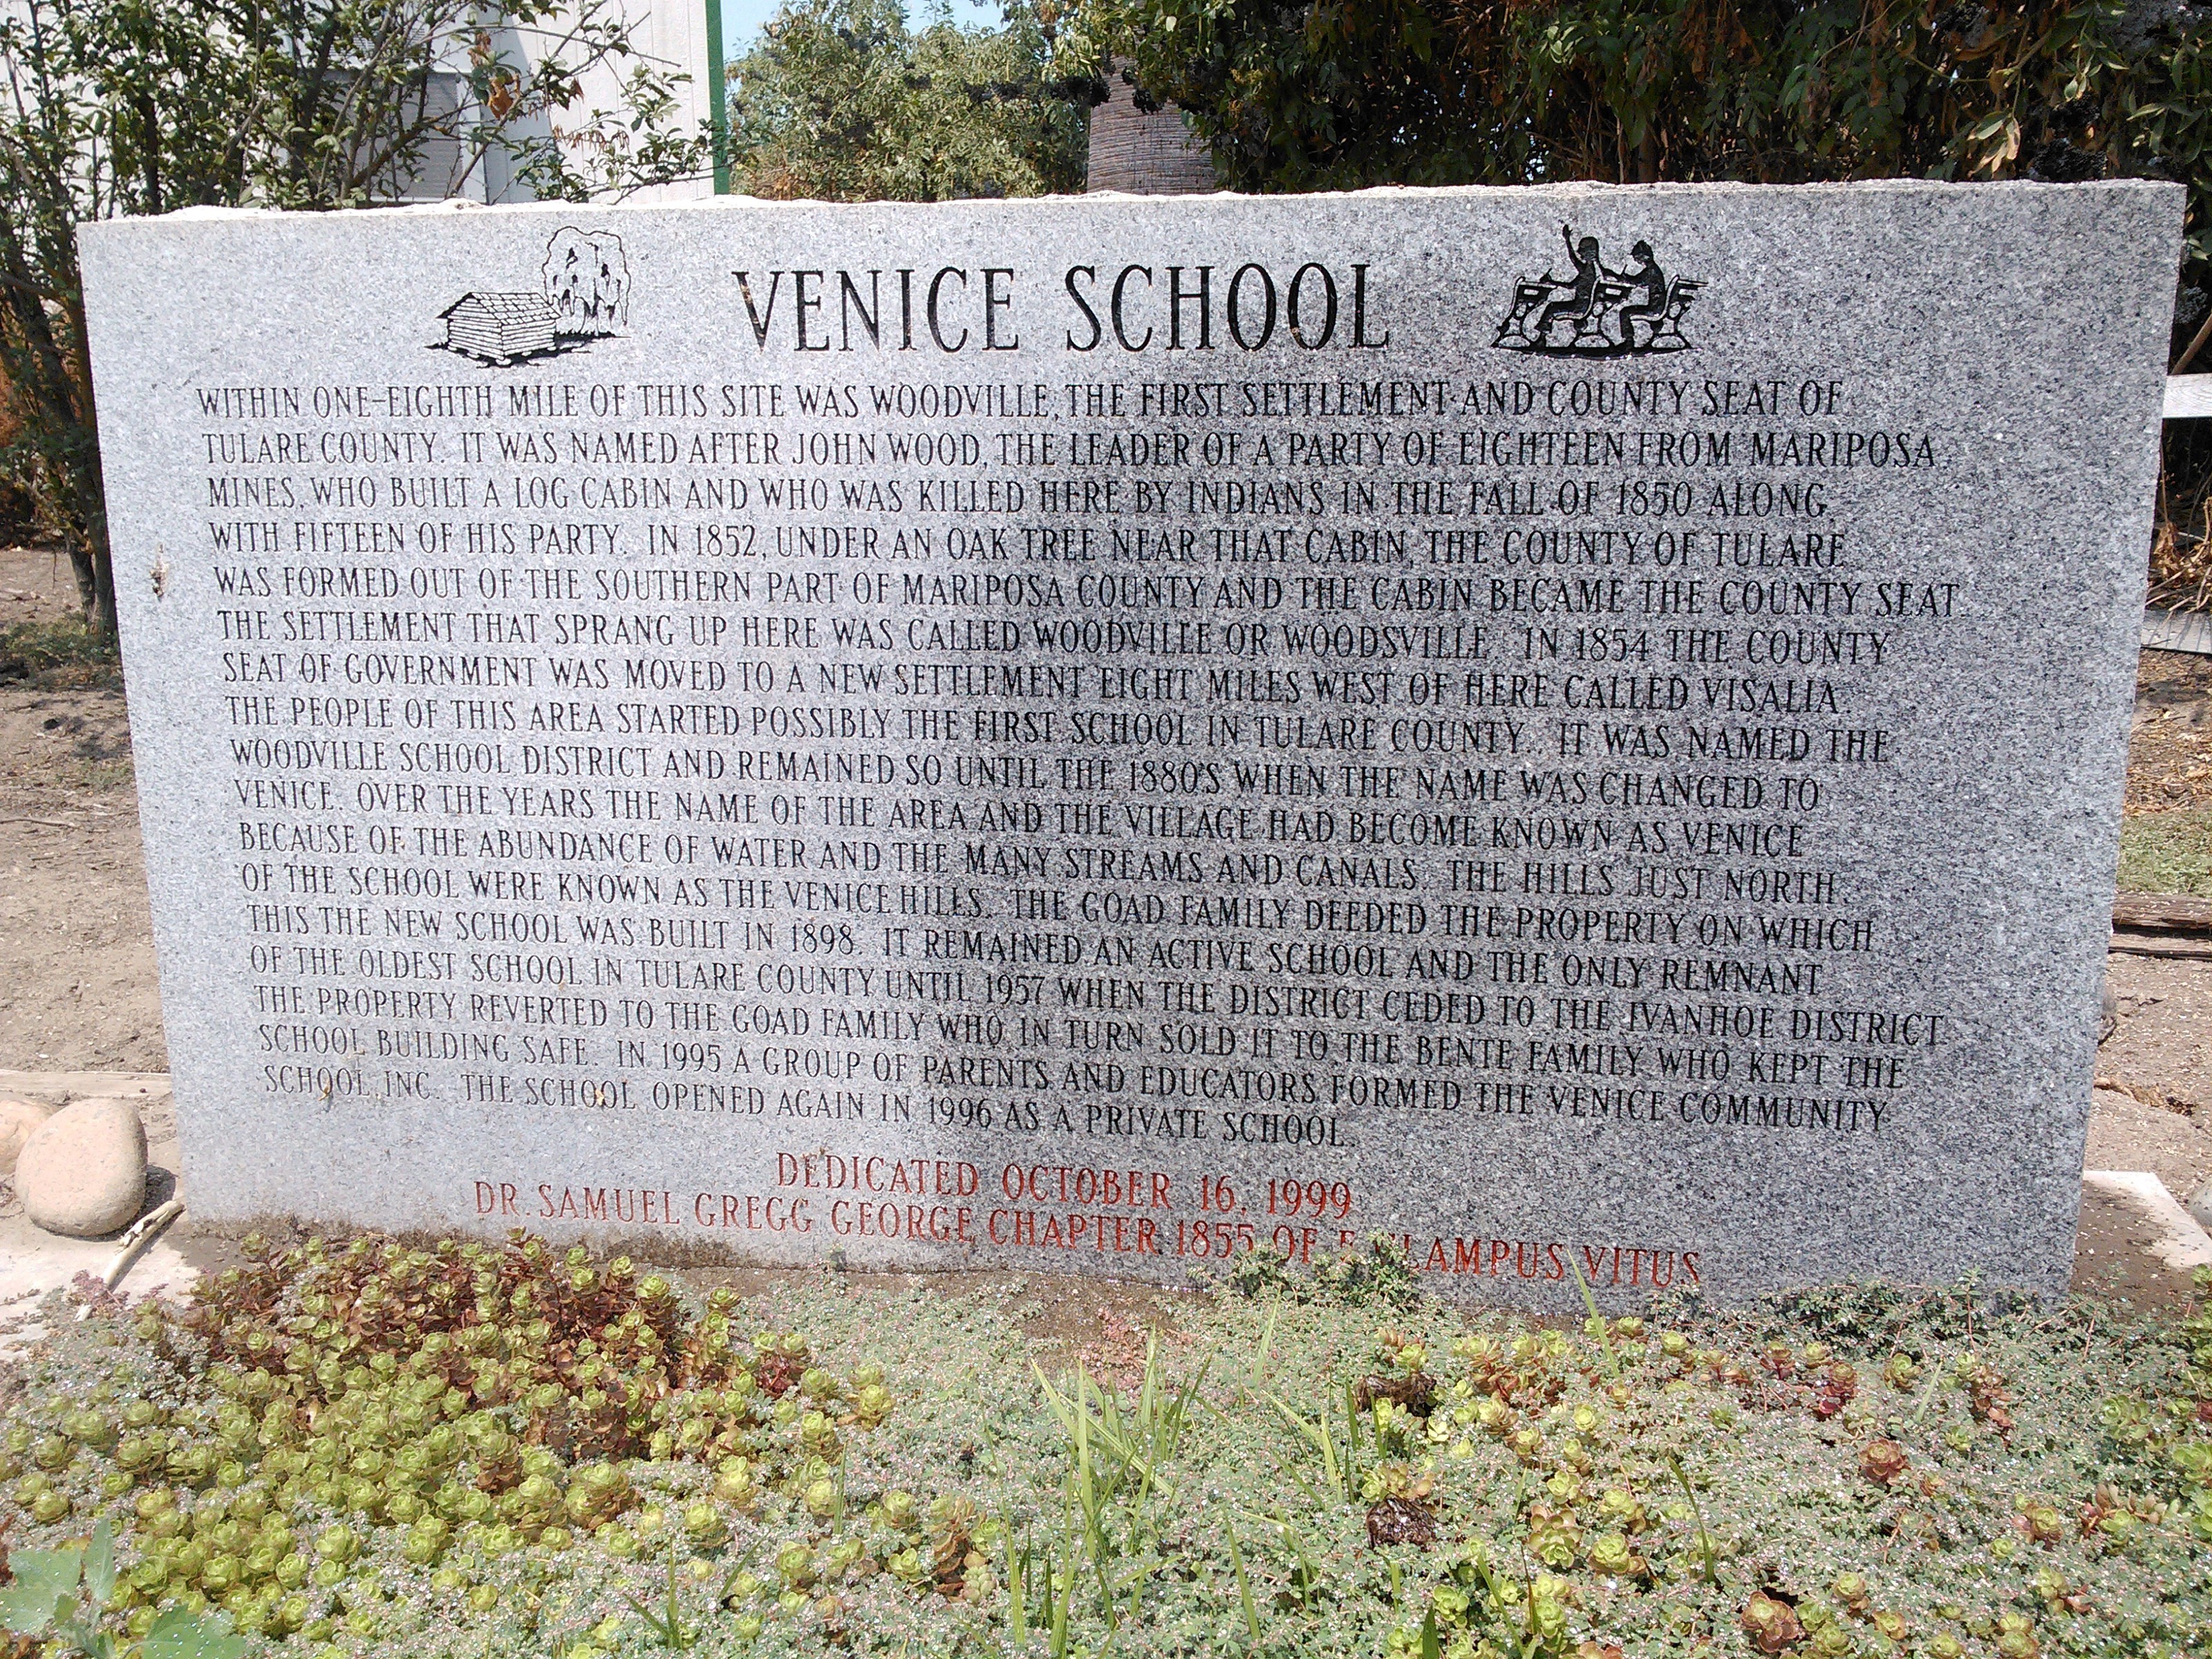 VENICE SCHOOL
WITHIN ONE-EIGHTH MILE OF THIS SITE WAS WOODVILLE, THE FIRST SETTLEMENT AND COUNTY SEAT OF
TULARE COUNTY. IT WAS NAMED AFTER JOHN WOOD, THE LEADER OF A PARTY OF EIGHTEEN FROM MARIPOSA
MINES, WHO BUILT A LOG CABIN AND WHO WAS KILLED HERE BY INDIANS IN THE FALL OF 1850 ALONG
WITH FIFTEEN OF HIS PARTY. IN 1852, UNDER AN OAK TREE NEAR THAT CABIN, THE COUNTY OF TULARE
WAS FORMED OUT OF THE SOUTHERN PART OF MARIPOSA COUNTY AND THE CABIN BECAME THE COUNTY SEAT.
THE SETTLEMENT THAT SPRANG UP HERE WAS CALLED WOODVILLE OR WOODSVILLE. IN 1854 THE COUNTY
SEAT OF GOVERNMENT WAS MOVED TO A NEW SETTLEMENT EIGHT MILES WEST OF HERE CALLED VISALIA.
THE PEOPLE OF THIS AREA STARTED POSSIBLY THE FIRST SCHOOL IN TULARE COUNTY. IT WAS NAMED THE
WOODVILLE SCHOOL DISTRICT AND REMAINED SO UNTIL THE 1880'S WHEN THE NAME WAS CHANGED TO
VENICE. OVER THE YEARS THE NAME OF THE AREA AND THE VILLAGE HAD BECOME KNOWN AS VENICE
BECAUSE OF THE ABUNDANCE OF WATER AND THE MANY STREAMS AND CANALS. THE HILLS JUST NORTH
OF THE SCHOOL WERE KNOWN AS THE VENICE HILLS. THE GOAD FAMILY DEEDED THE PROPERTY ON WHICH
THIS THE NEW SCHOOL WAS BUILT IN 1898. IT REMAINED AN ACTIVE SCHOOL AND THE ONLY REMNANT
OF THE OLDEST SCHOOL IN TULARE COUNTY UNTIL 1957 WHEN THE DISTRICT CEDED TO THE IVANHOE DISTRICT.
THE PROPERTY REVERTED TO THE GOAD FAMILY WHO IN TURN SOLD IT TO THE BENTE FAMILY WHO KEPT THE
SCHOOL BUILDING SAFE. IN 1995 A GROUP OF PARENTS AND EDUCATORS FORMED THE VENICE COMMUNITY
SCHOOL, INC. THE SCHOOL OPENED AGAIN IN 1996 AS A PRIVATE SCHOOL.
DEDICATED OCTOBER 16, 1999
DR. SAMUEL GREGG GEORGE CHAPTER 1855 OF E CLAMPUS VITUS